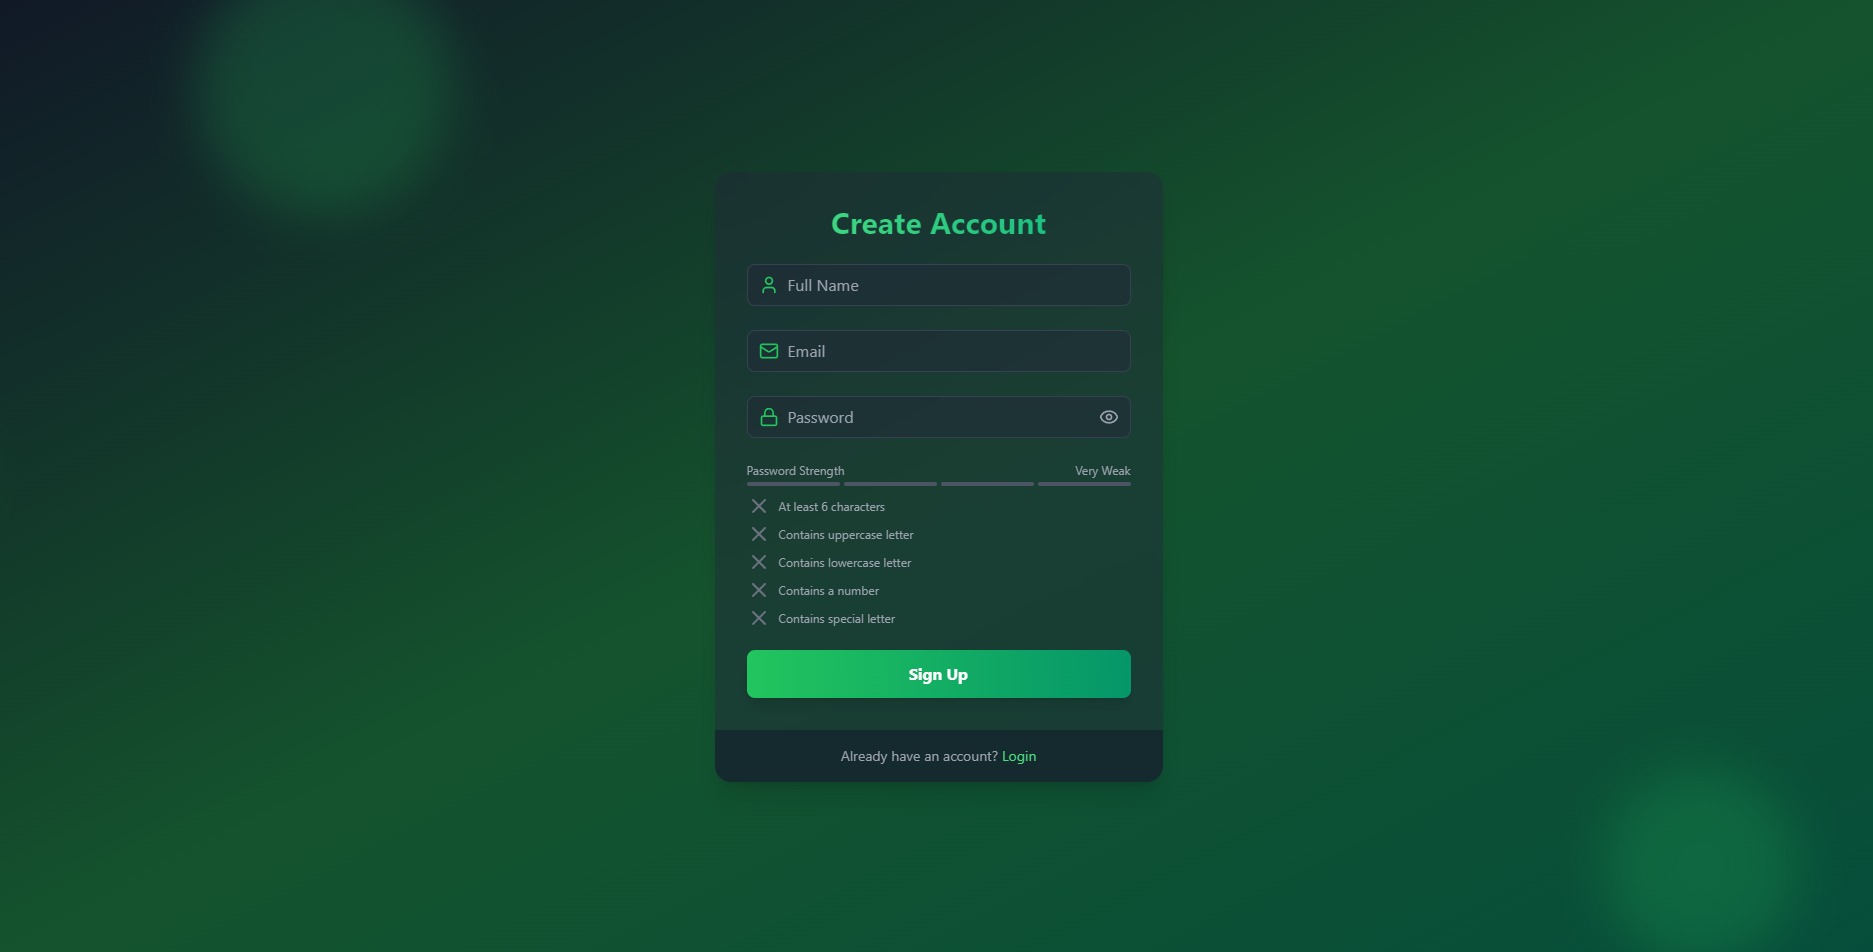 Create Account
Full Name
Email
Password
Password Strength Very Weak
At least 6 characters
Contains uppercase letter
Contains lowercase letter
Contains a number
Contains special letter
Sign Up
Already have an account? Login